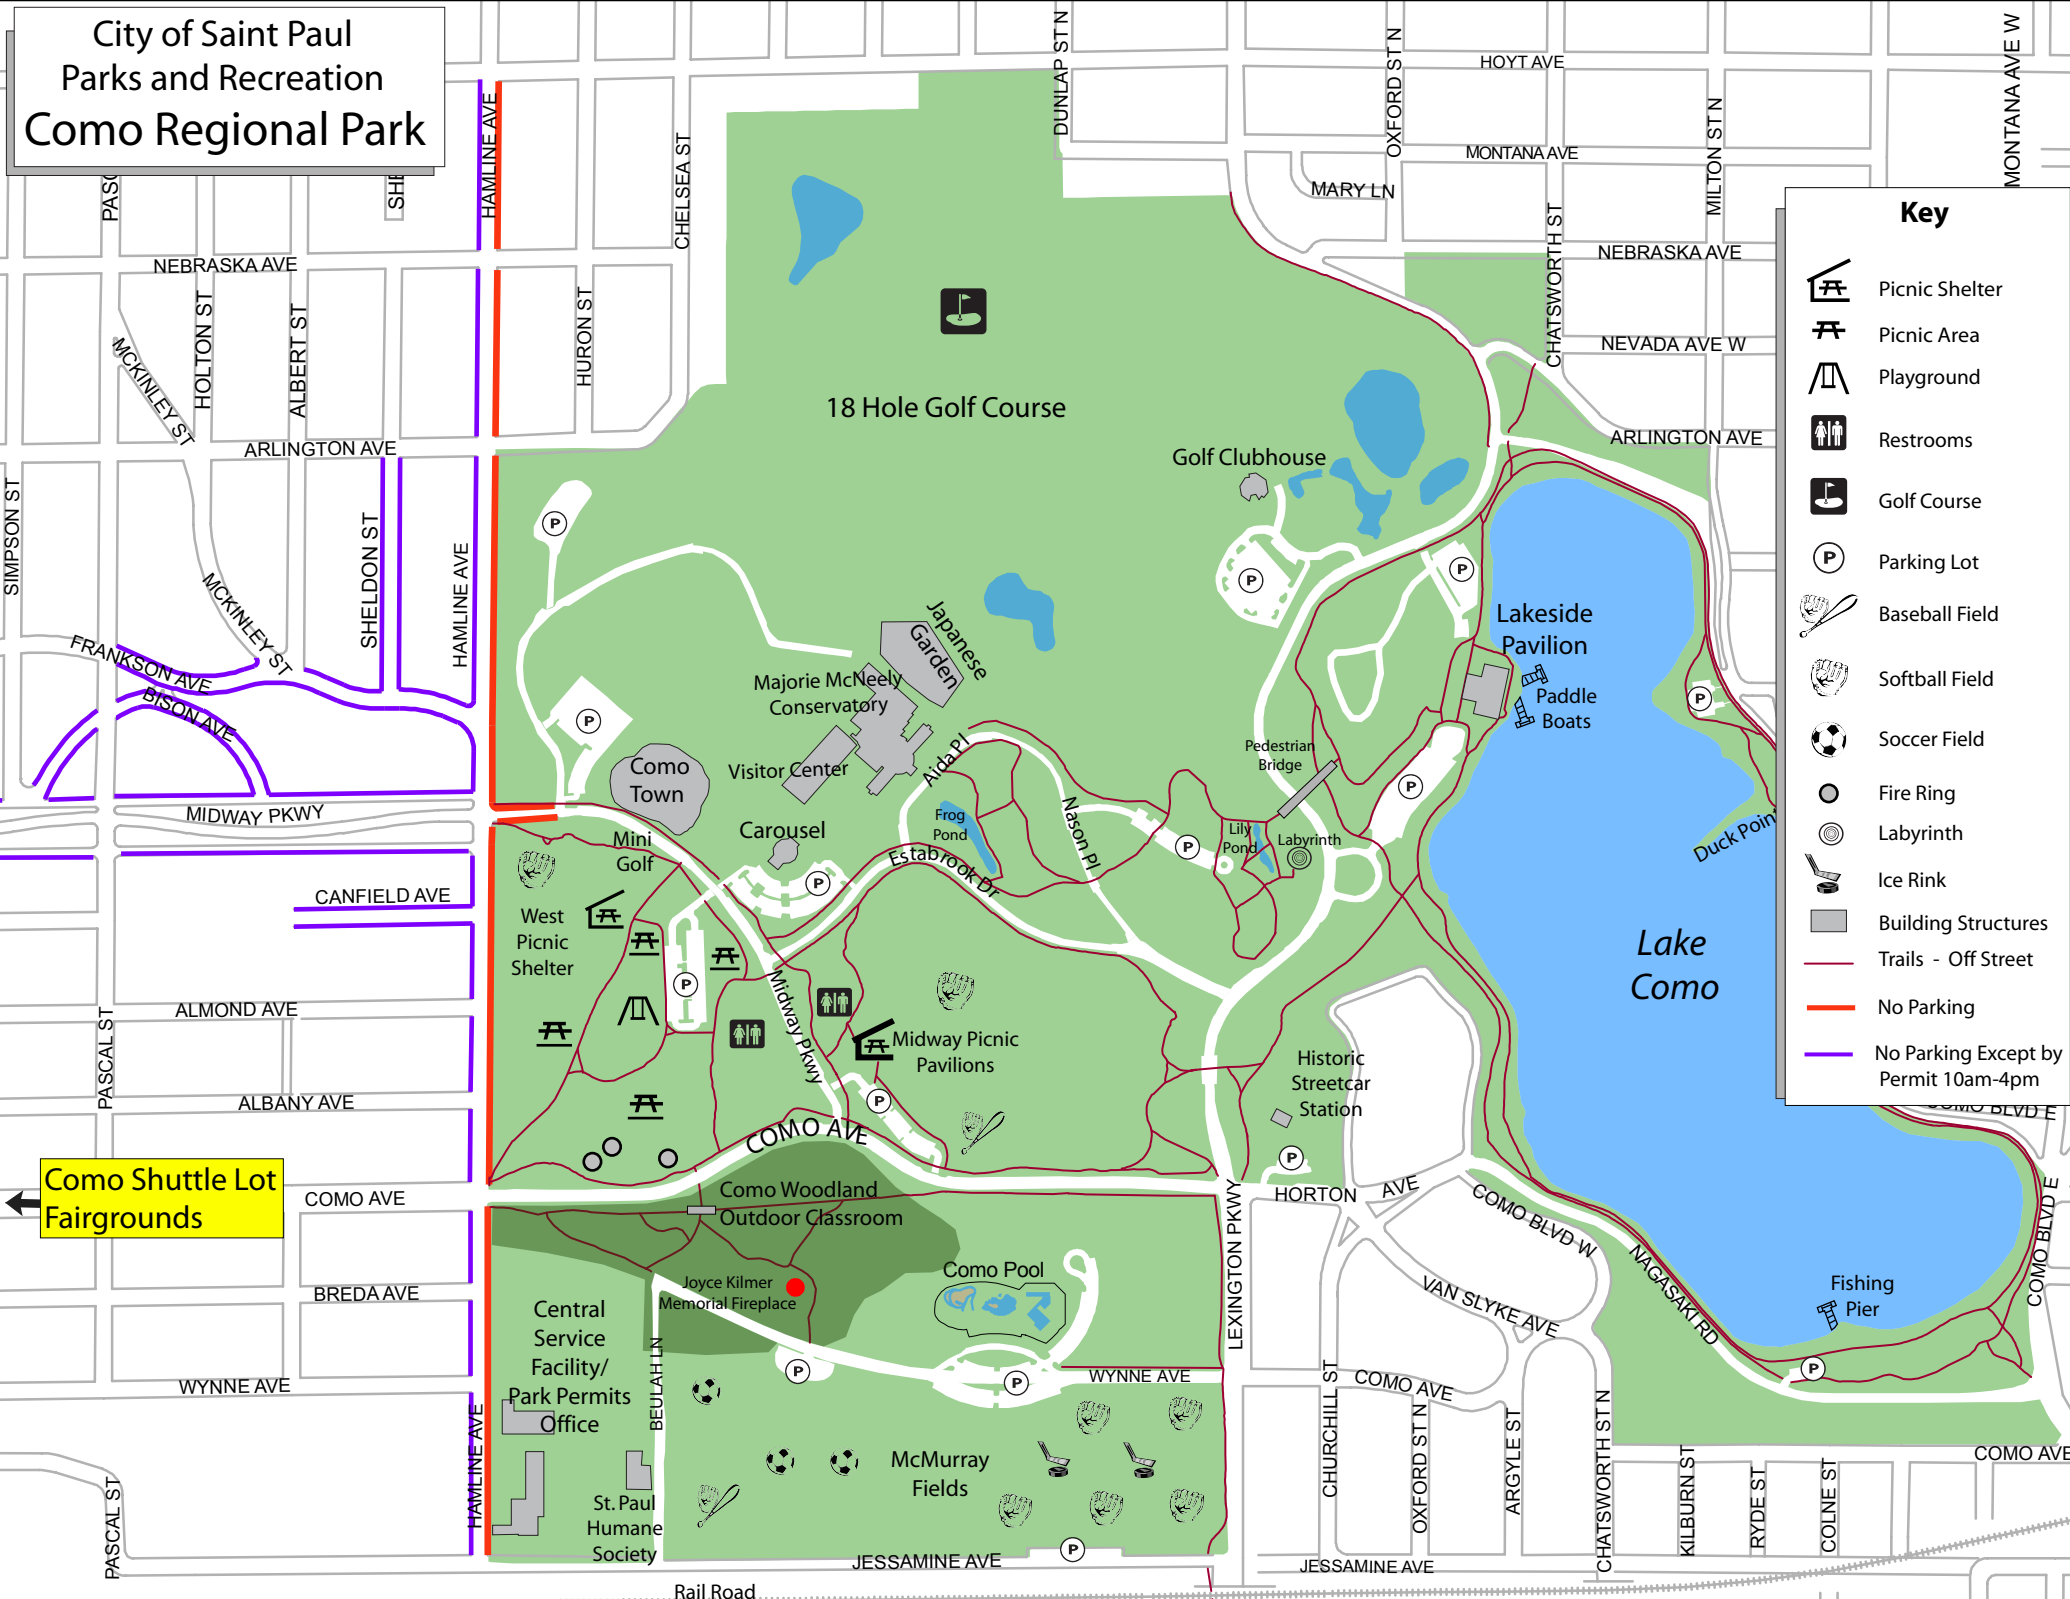 City of Saint Paul
Parks and Recreation
Como Regional Park
Key
Picnic Shelter
Picnic Area
Playground
Restrooms
Golf Course
Parking Lot
Baseball Field
Softball Field
Soccer Field
Fire Ring
Labyrinth
Ice Rink
Building Structures
Trails - Off Street
No Parking
No Parking Except by
Permit 10am-4pm
HAMLINE AVE
CHELSEA ST
DUNLAP ST N
OXFORD ST N
HOYT AVE
MONTANA AVE
MARY LN
MILTON ST N
MONTANA AVE W
CHATSWORTH ST
NEBRASKA AVE
NEVADA AVE W
ARLINGTON AVE
PASC
SHE
NEBRASKA AVE
HOLTON ST
ALBERT ST
HURON ST
MCKINLEY ST
ARLINGTON AVE
SIMPSON ST
SHELDON ST
HAMLINE AVE
MCKINLEY ST
FRANKSON AVE
BISON AVE
MIDWAY PKWY
CANFIELD AVE
ALMOND AVE
PASCAL ST
ALBANY AVE
Como Shuttle Lot
Fairgrounds
COMO AVE
BREDA AVE
WYNNE AVE
HAMLINE AVE
PASCAL ST
18 Hole Golf Course
Golf Clubhouse
P
P
P
Lakeside
Pavilion
Paddle
Boats
P
Japanese
Garden
Majorie McNeely
Conservatory
Visitor Center
P
Como
Town
Mini
Golf
Carousel
P
Aida Pl
Frog
Pond
Nason Pl
Estabrook Dr
Pedestrian
Bridge
P
P
Lily
Pond
Labyrinth
Duck Poin
Lake
Como
West
Picnic
Shelter
P
Midway Pkwy
Midway Picnic
Pavilions
P
Historic
Streetcar
Station
P
COMO AVE
Como Woodland
Outdoor Classroom
Joyce Kilmer
Memorial Fireplace
Como Pool
Central
Service
Facility/
Park Permits
Office
BEULAH LN
P
P
WYNNE AVE
McMurray
Fields
St. Paul
Humane
Society
P
JESSAMINE AVE
Rail Road
LEXINGTON PKWY
HORTON AVE
COMO BLVD W
NAGASAKI RD
VAN SLYKE AVE
COMO AVE
CHURCHILL ST
OXFORD ST N
ARGYLE ST
CHATSWORTH ST N
KILBURN ST
RYDE ST
COLNE ST
JESSAMINE AVE
Fishing
Pier
P
COMO BLVD E
COMO BLVD E
COMO AVE